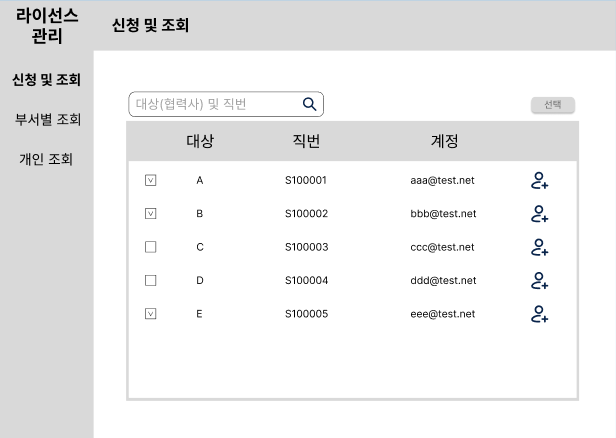 라이선스
관리
신청 및 조회
신청 및 조회
부서별 조회
개인 조회
대상(협력사) 및 직번
선택
대상 직번 계정
v A S100001 aaa@test.net
v B S100002 bbb@test.net
C S100003 ccc@test.net
D S100004 ddd@test.net
v E S100005 eee@test.net